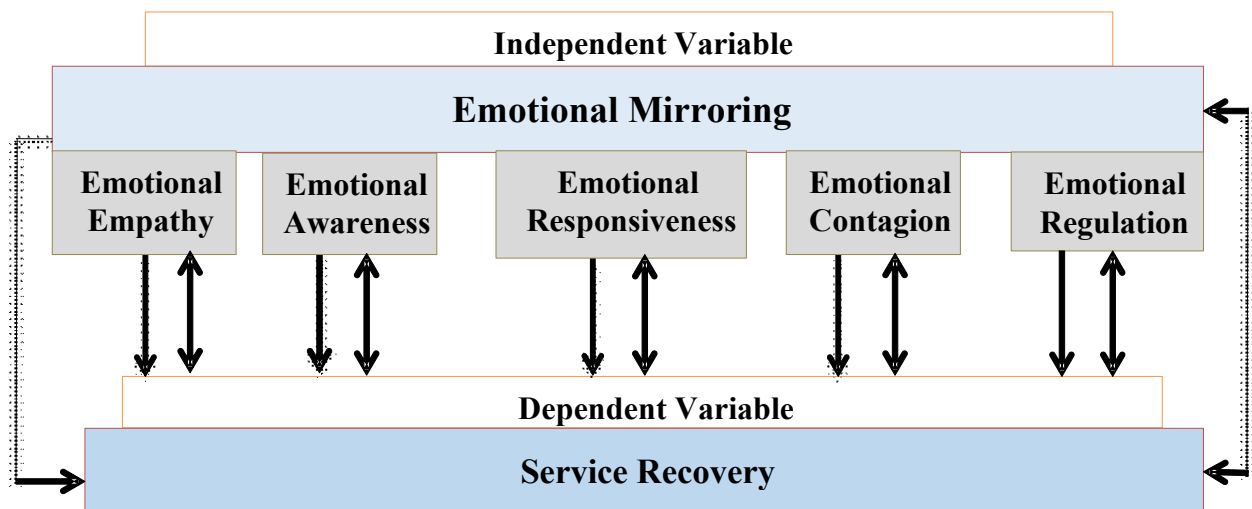 Independent Variable
Emotional Mirroring
Emotional
Empathy
Emotional
Awareness
Emotional
Responsiveness
Emotional
Contagion
Emotional
Regulation
Dependent Variable
Service Recovery